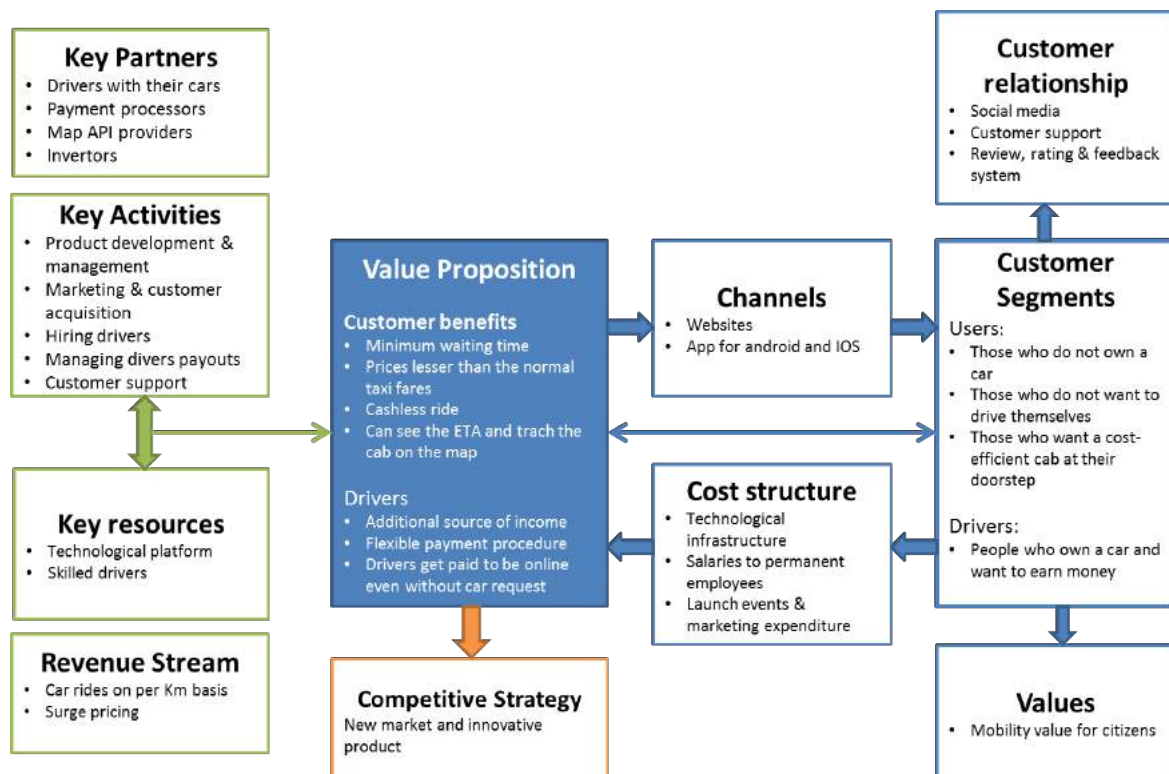 Key Partners
• Drivers with their cars
• Payment processors
• Map API providers
• Invertors
Key Activities
• Product development &
management
• Marketing & customer
acquisition
• Hiring drivers
• Managing divers payouts
• Customer support
Key resources
• Technological platform
• Skilled drivers
Revenue Stream
• Car rides on per Km basis
• Surge pricing
Value Proposition
Customer benefits
• Minimum waiting time
• Prices lesser than the normal
taxi fares
• Cashless ride
• Can see the ETA and trach the
cab on the map
Drivers
• Additional source of income
• Flexible payment procedure
• Drivers get paid to be online
even without car request
Competitive Strategy
New market and innovative
product
Channels
• Websites
• App for android and IOS
Cost structure
• Technological
infrastructure
• Salaries to permanent
employees
• Launch events &
marketing expenditure
Customer
relationship
• Social media
• Customer support
• Review, rating & feedback
system
Customer
Segments
Users:
• Those who do not own a
car
• Those who do not want to
drive themselves
• Those who want a cost-
efficient cab at their
doorstep
Drivers:
• People who own a car and
want to earn money
Values
• Mobility value for citizens